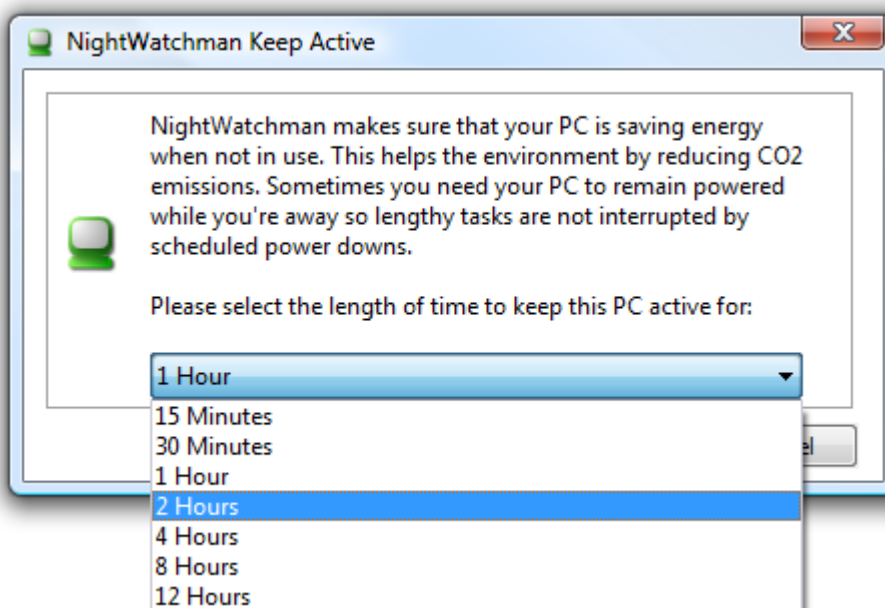 NightWatchman Keep Active
NightWatchman makes sure that your PC is saving energy
when not in use. This helps the environment by reducing CO2
emissions. Sometimes you need your PC to remain powered
while you're away so lengthy tasks are not interrupted by
scheduled power downs.
Please select the length of time to keep this PC active for:
1 Hour
15 Minutes
30 Minutes
1 Hour
2 Hours
4 Hours
8 Hours
12 Hours